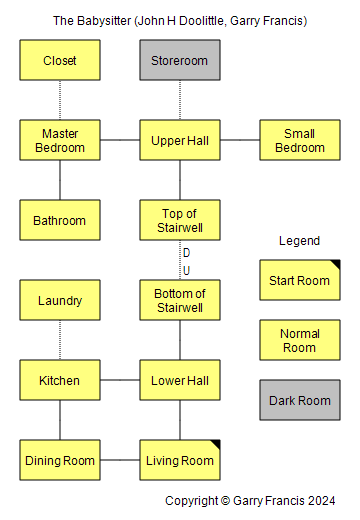 The Babysitter (John H Doolittle, Garry Francis)
Closet
Storeroom
Master
Bedroom
Upper Hall
Small
Bedroom
Bathroom
Top of
Stairwell
D
U
Legend
Start Room
Laundry
Bottom of
Stairwell
Normal
Room
Kitchen
Lower Hall
Dark Room
Dining Room
Living Room
Copyright © Garry Francis 2024